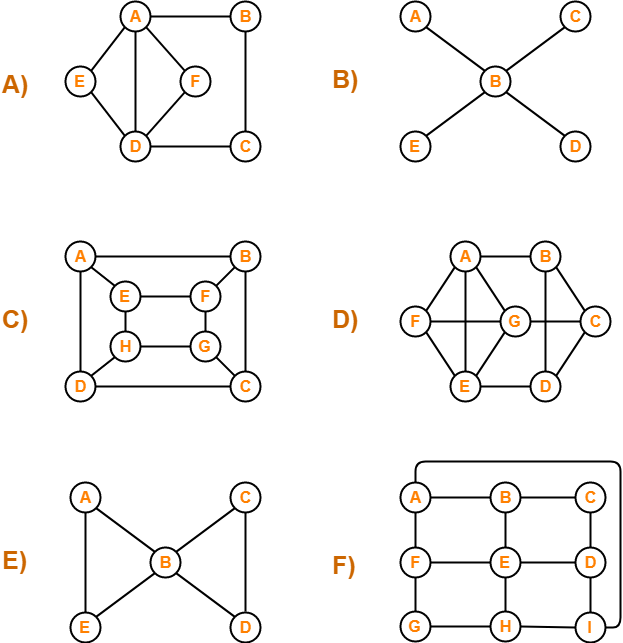 A)
A B
E F
D C
B)
A C
B
E D
C)
A B
E F
H G
D C
D)
A B
F G C
E D
E)
A C
B
E D
F)
A B C
F E D
G H I